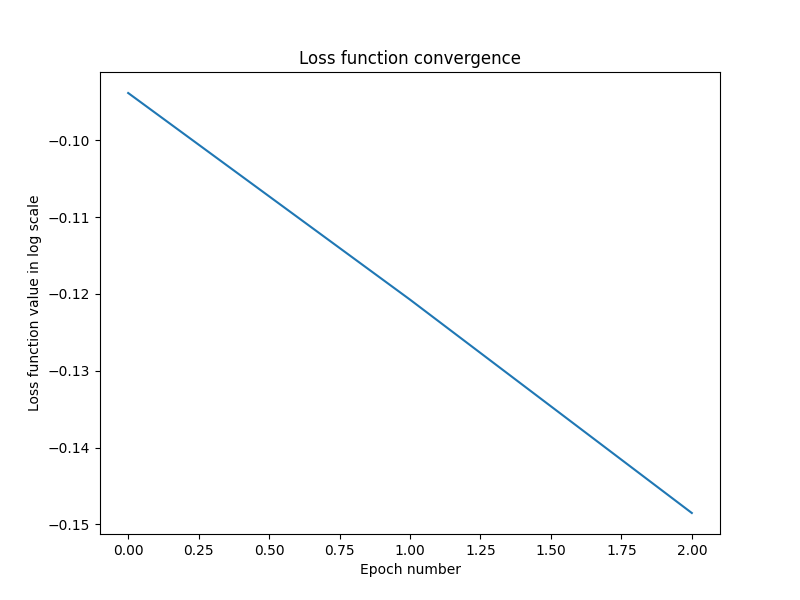 Loss function convergence
Loss function value in log scale
−0.10
−0.11
−0.12
−0.13
−0.14
−0.15
0.00 0.25 0.50 0.75 1.00 1.25 1.50 1.75 2.00
Epoch number